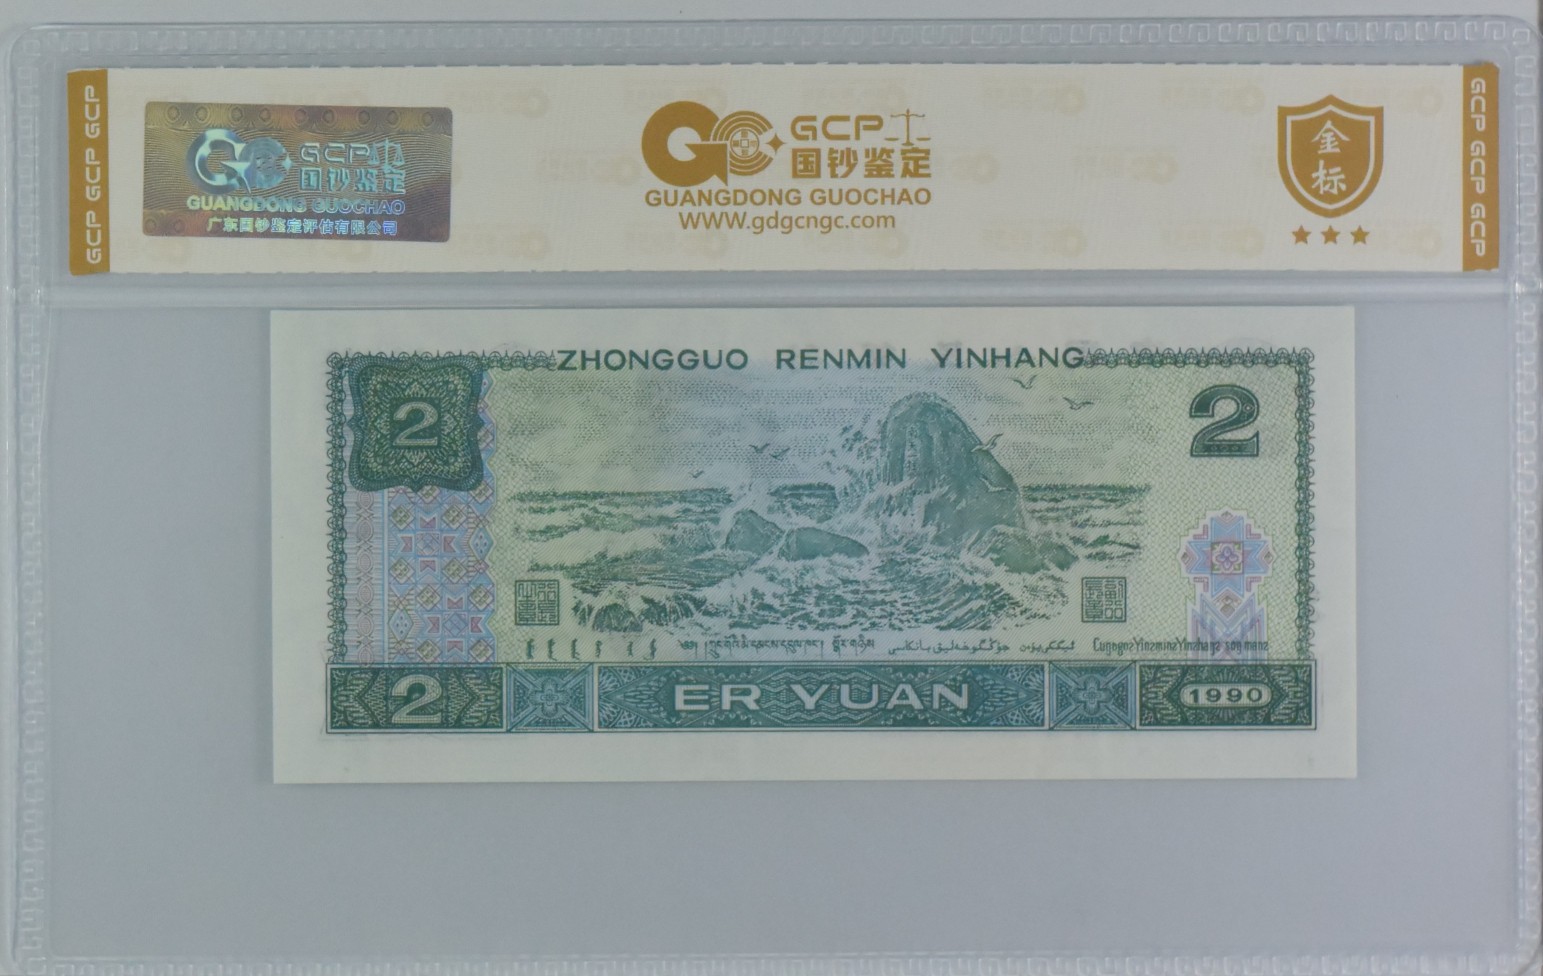 GCP GCP GCP
GCP
国钞鉴定
GUANGDONG GUOCHAO
广东国钞鉴定评估有限公司
GCP
国钞鉴定
GUANGDONG GUOCHAO
WWW.gdgcngc.com
金标
GCP GCP GCP
ZHONGGUO RENMIN YINHANG
2
2
2
ER YUAN
1990